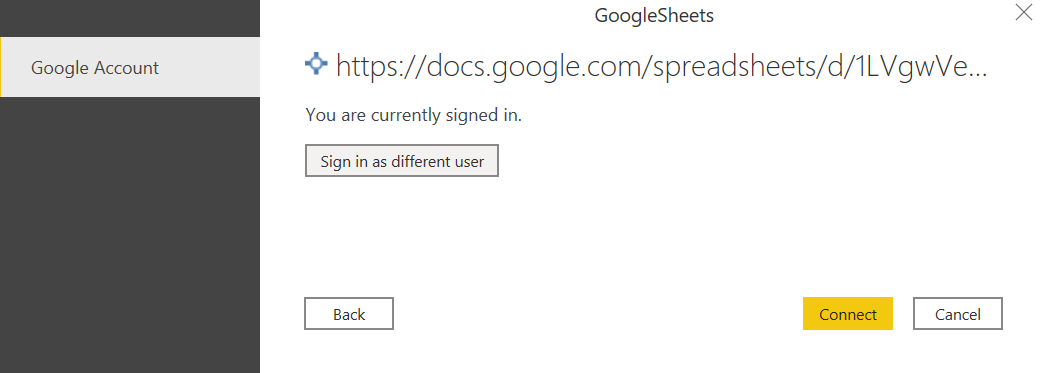 GoogleSheets
Google Account
https://docs.google.com/spreadsheets/d/1LVgwVe...
You are currently signed in.
Sign in as different user
Back
Connect
Cancel